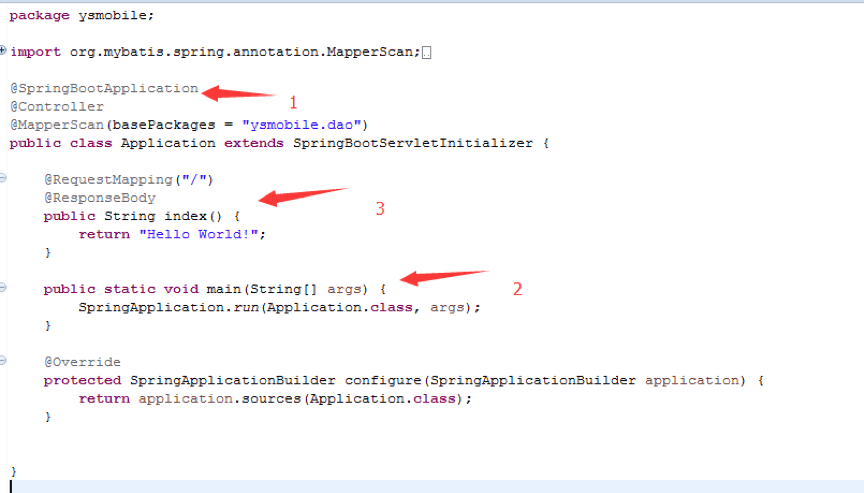 package ysmobile;
import org.mybatis.spring.annotation.MapperScan;
@SpringBootApplication
1
@Controller
@MapperScan(basePackages = "ysmobile.dao")
public class Application extends SpringBootServletInitializer {
@RequestMapping("/")
@ResponseBody
3
public String index() {
return "Hello World!";
}
public static void main(String[] args) {
2
SpringApplication.run(Application.class, args);
}
@Override
protected SpringApplicationBuilder configure(SpringApplicationBuilder application) {
return application.sources(Application.class);
}
}